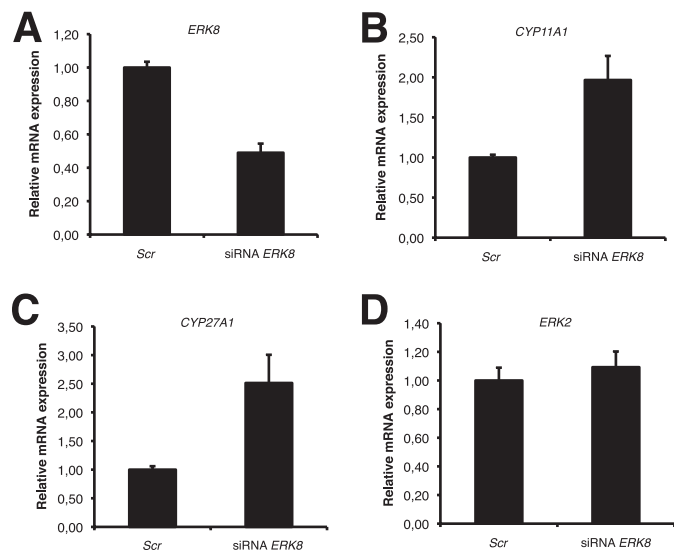 A
ERK8
Relative mRNA expression
1,20
1,00
0,80
0,60
0,40
0,20
0,00
Scr
siRNA ERK8
B
CYP11A1
Relative mRNA expression
2,50
2,00
1,50
1,00
0,50
0,00
Scr
siRNA ERK8
C
CYP27A1
Relative mRNA expression
3,50
3,00
2,50
2,00
1,50
1,00
0,50
0,00
Scr
siRNA ERK8
D
ERK2
Relative mRNA expression
1,40
1,20
1,00
0,80
0,60
0,40
0,20
0,00
Scr
siRNA ERK8